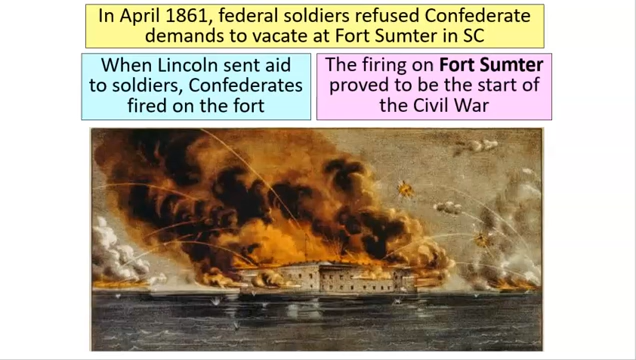 In April 1861, federal soldiers refused Confederate
demands to vacate at Fort Sumter in SC
When Lincoln sent aid
to soldiers, Confederates
fired on the fort
The firing on Fort Sumter
proved to be the start of
the Civil War